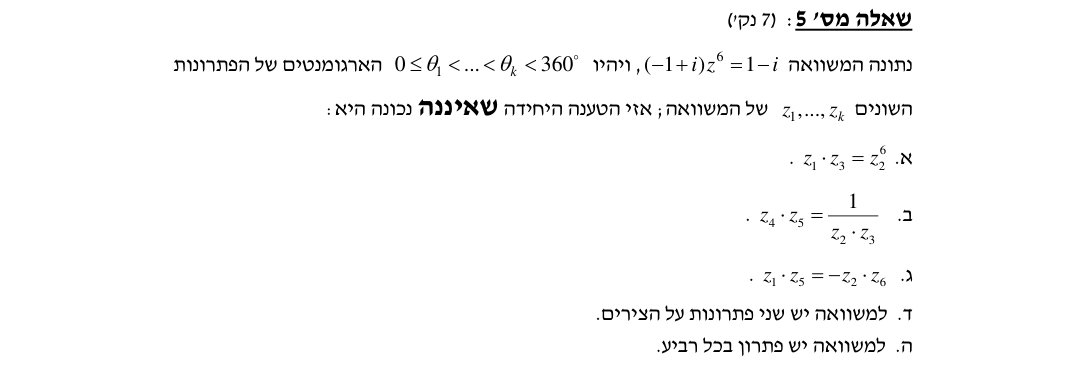 שאלה מס׳ 5 : (7 נק׳)
נתונה המשוואה (-1+i)z⁶ = 1-i , ויהיו 0 ≤ θ₁ < ... < θₖ < 360° הארגומנטים של הפתרונות
השונים z₁,..., zₖ של המשוואה ; אזי הטענה היחידה שאיננה נכונה היא :
א. z₁ · z₃ = z₂⁶ .
ב. z₄ · z₅ = 1 / (z₂ · z₃) .
ג. z₁ · z₅ = -z₂ · z₆ .
ד. למשוואה יש שני פתרונות על הצירים.
ה. למשוואה יש פתרון בכל רביע.